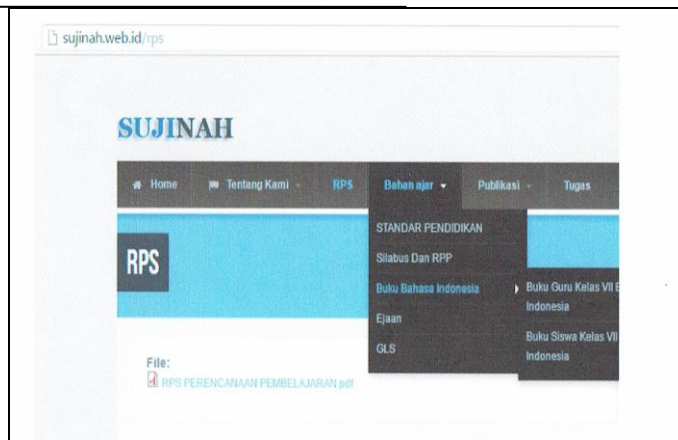 sujinah.web.id/rps
SUJINAH
Home
Tentang Kami
RPS
Bahan ajar
Publikasi
Tugas
RPS
STANDAR PENDIDIKAN
Silabus Dan RPP
Buku Bahasa Indonesia
Ejaan
GLS
Buku Guru Kelas VII B
Indonesia
Buku Siswa Kelas VII
Indonesia
File:
RPS PERENCANAAN PEMBELAJARAN.pdf